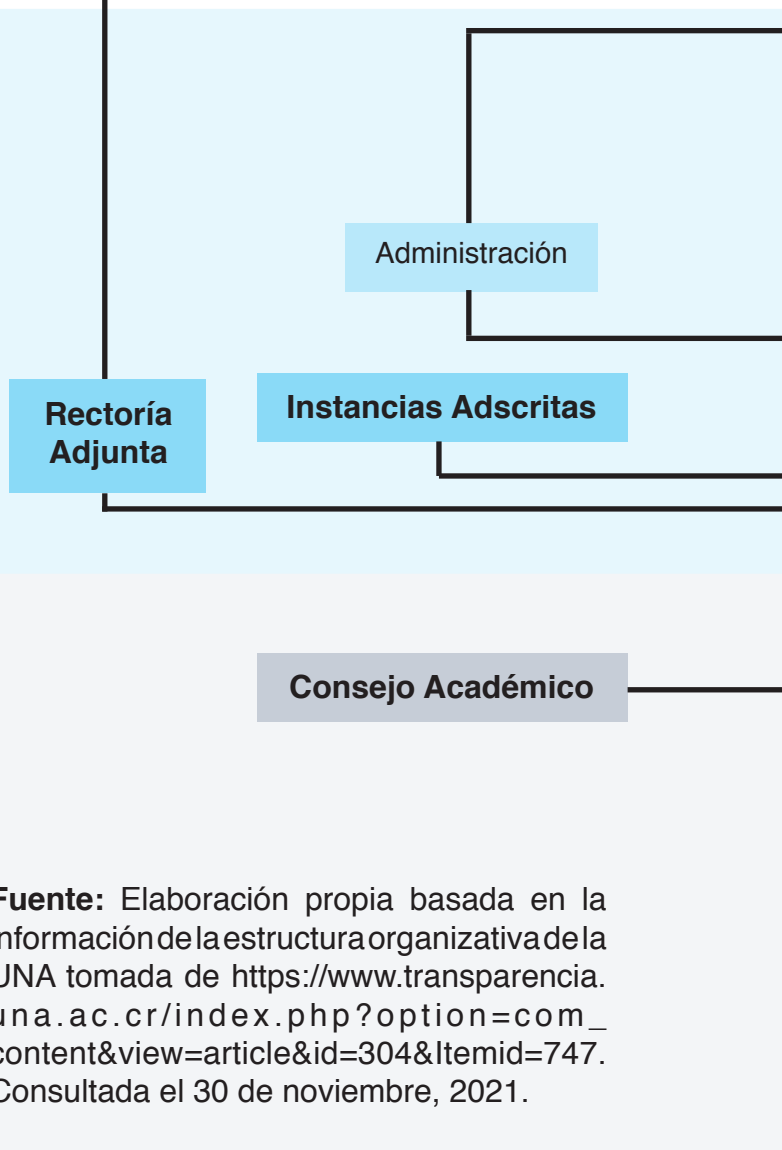 Administración
Rectoría
Adjunta
Instancias Adscritas
Consejo Académico
Fuente: Elaboración propia basada en la
información de la estructura organizativa de la
UNA tomada de https://www.transparencia.
una.ac.cr/index.php?option=com_
content&view=article&id=304&Itemid=747.
Consultada el 30 de noviembre, 2021.